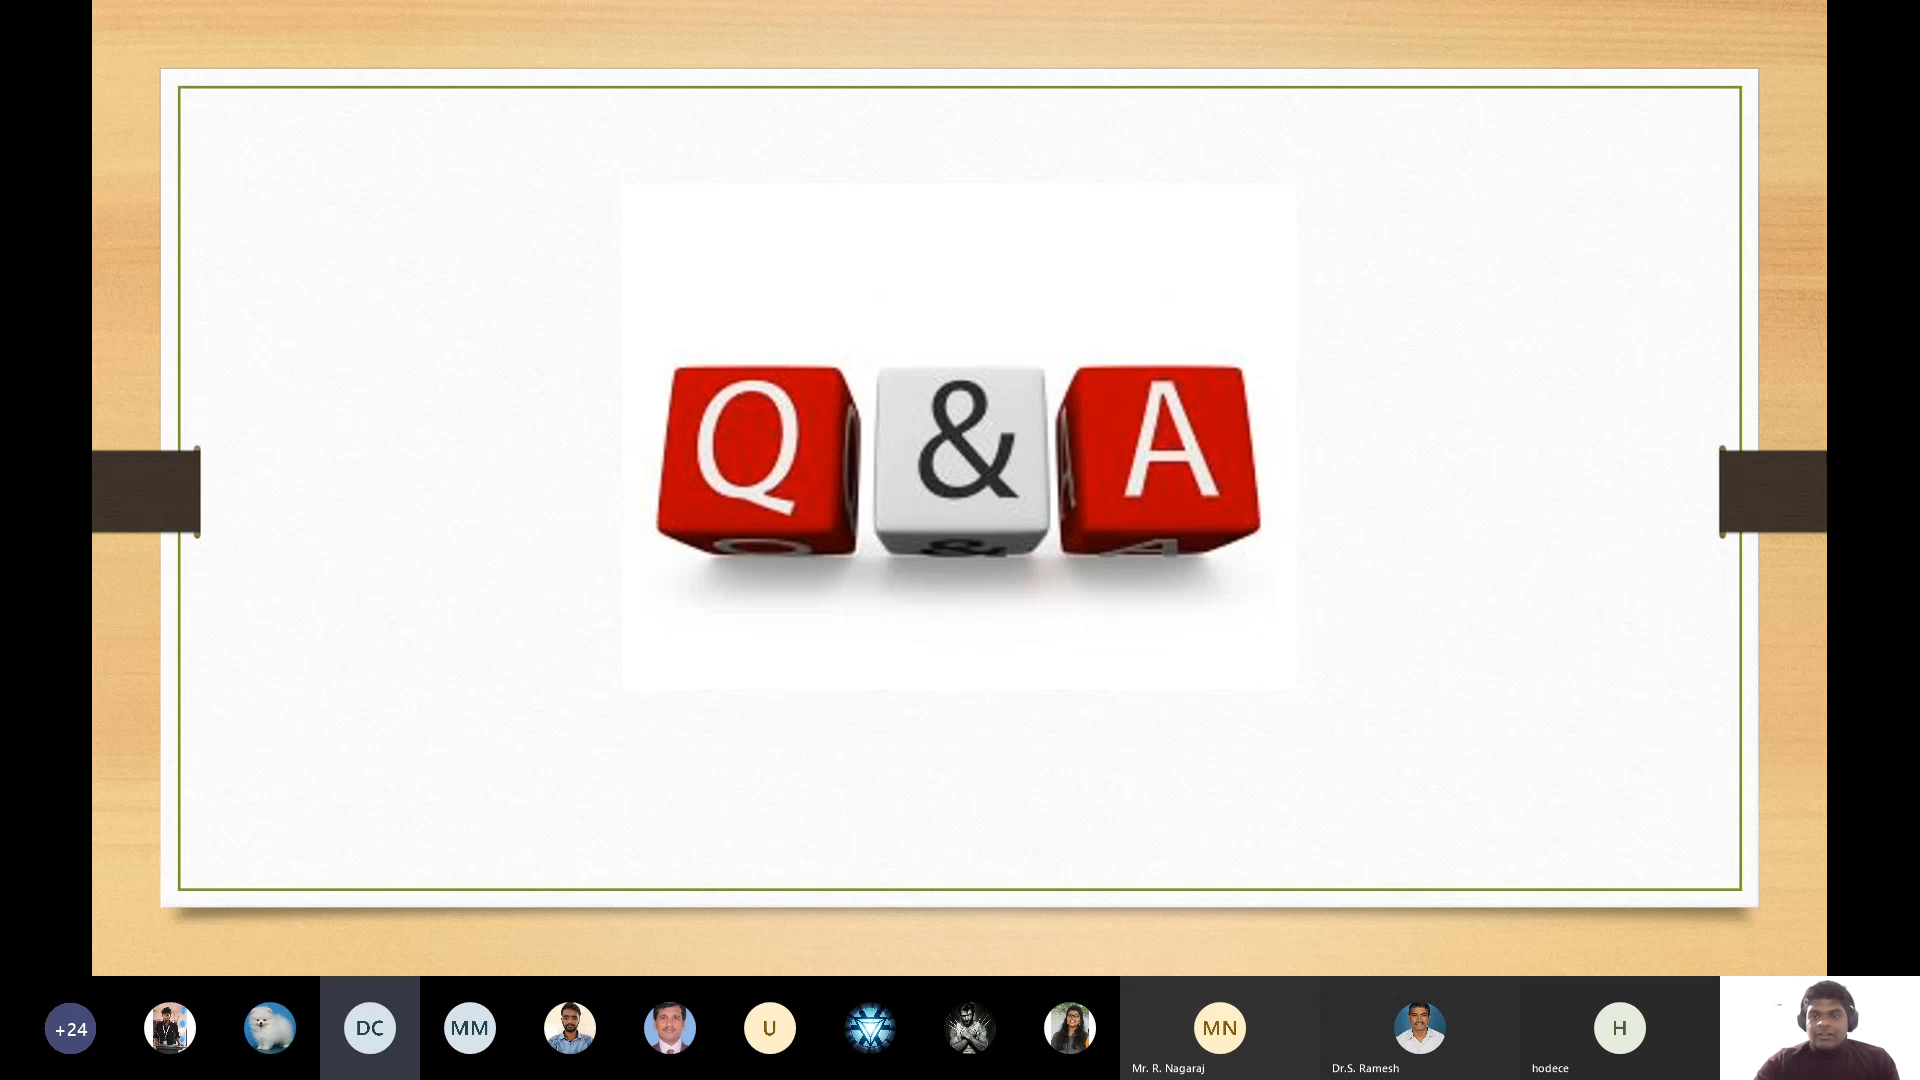 Q & A
+24
DC
MM
U
MN
H
Mr. R. Nagaraj
Dr.S. Ramesh
hodece